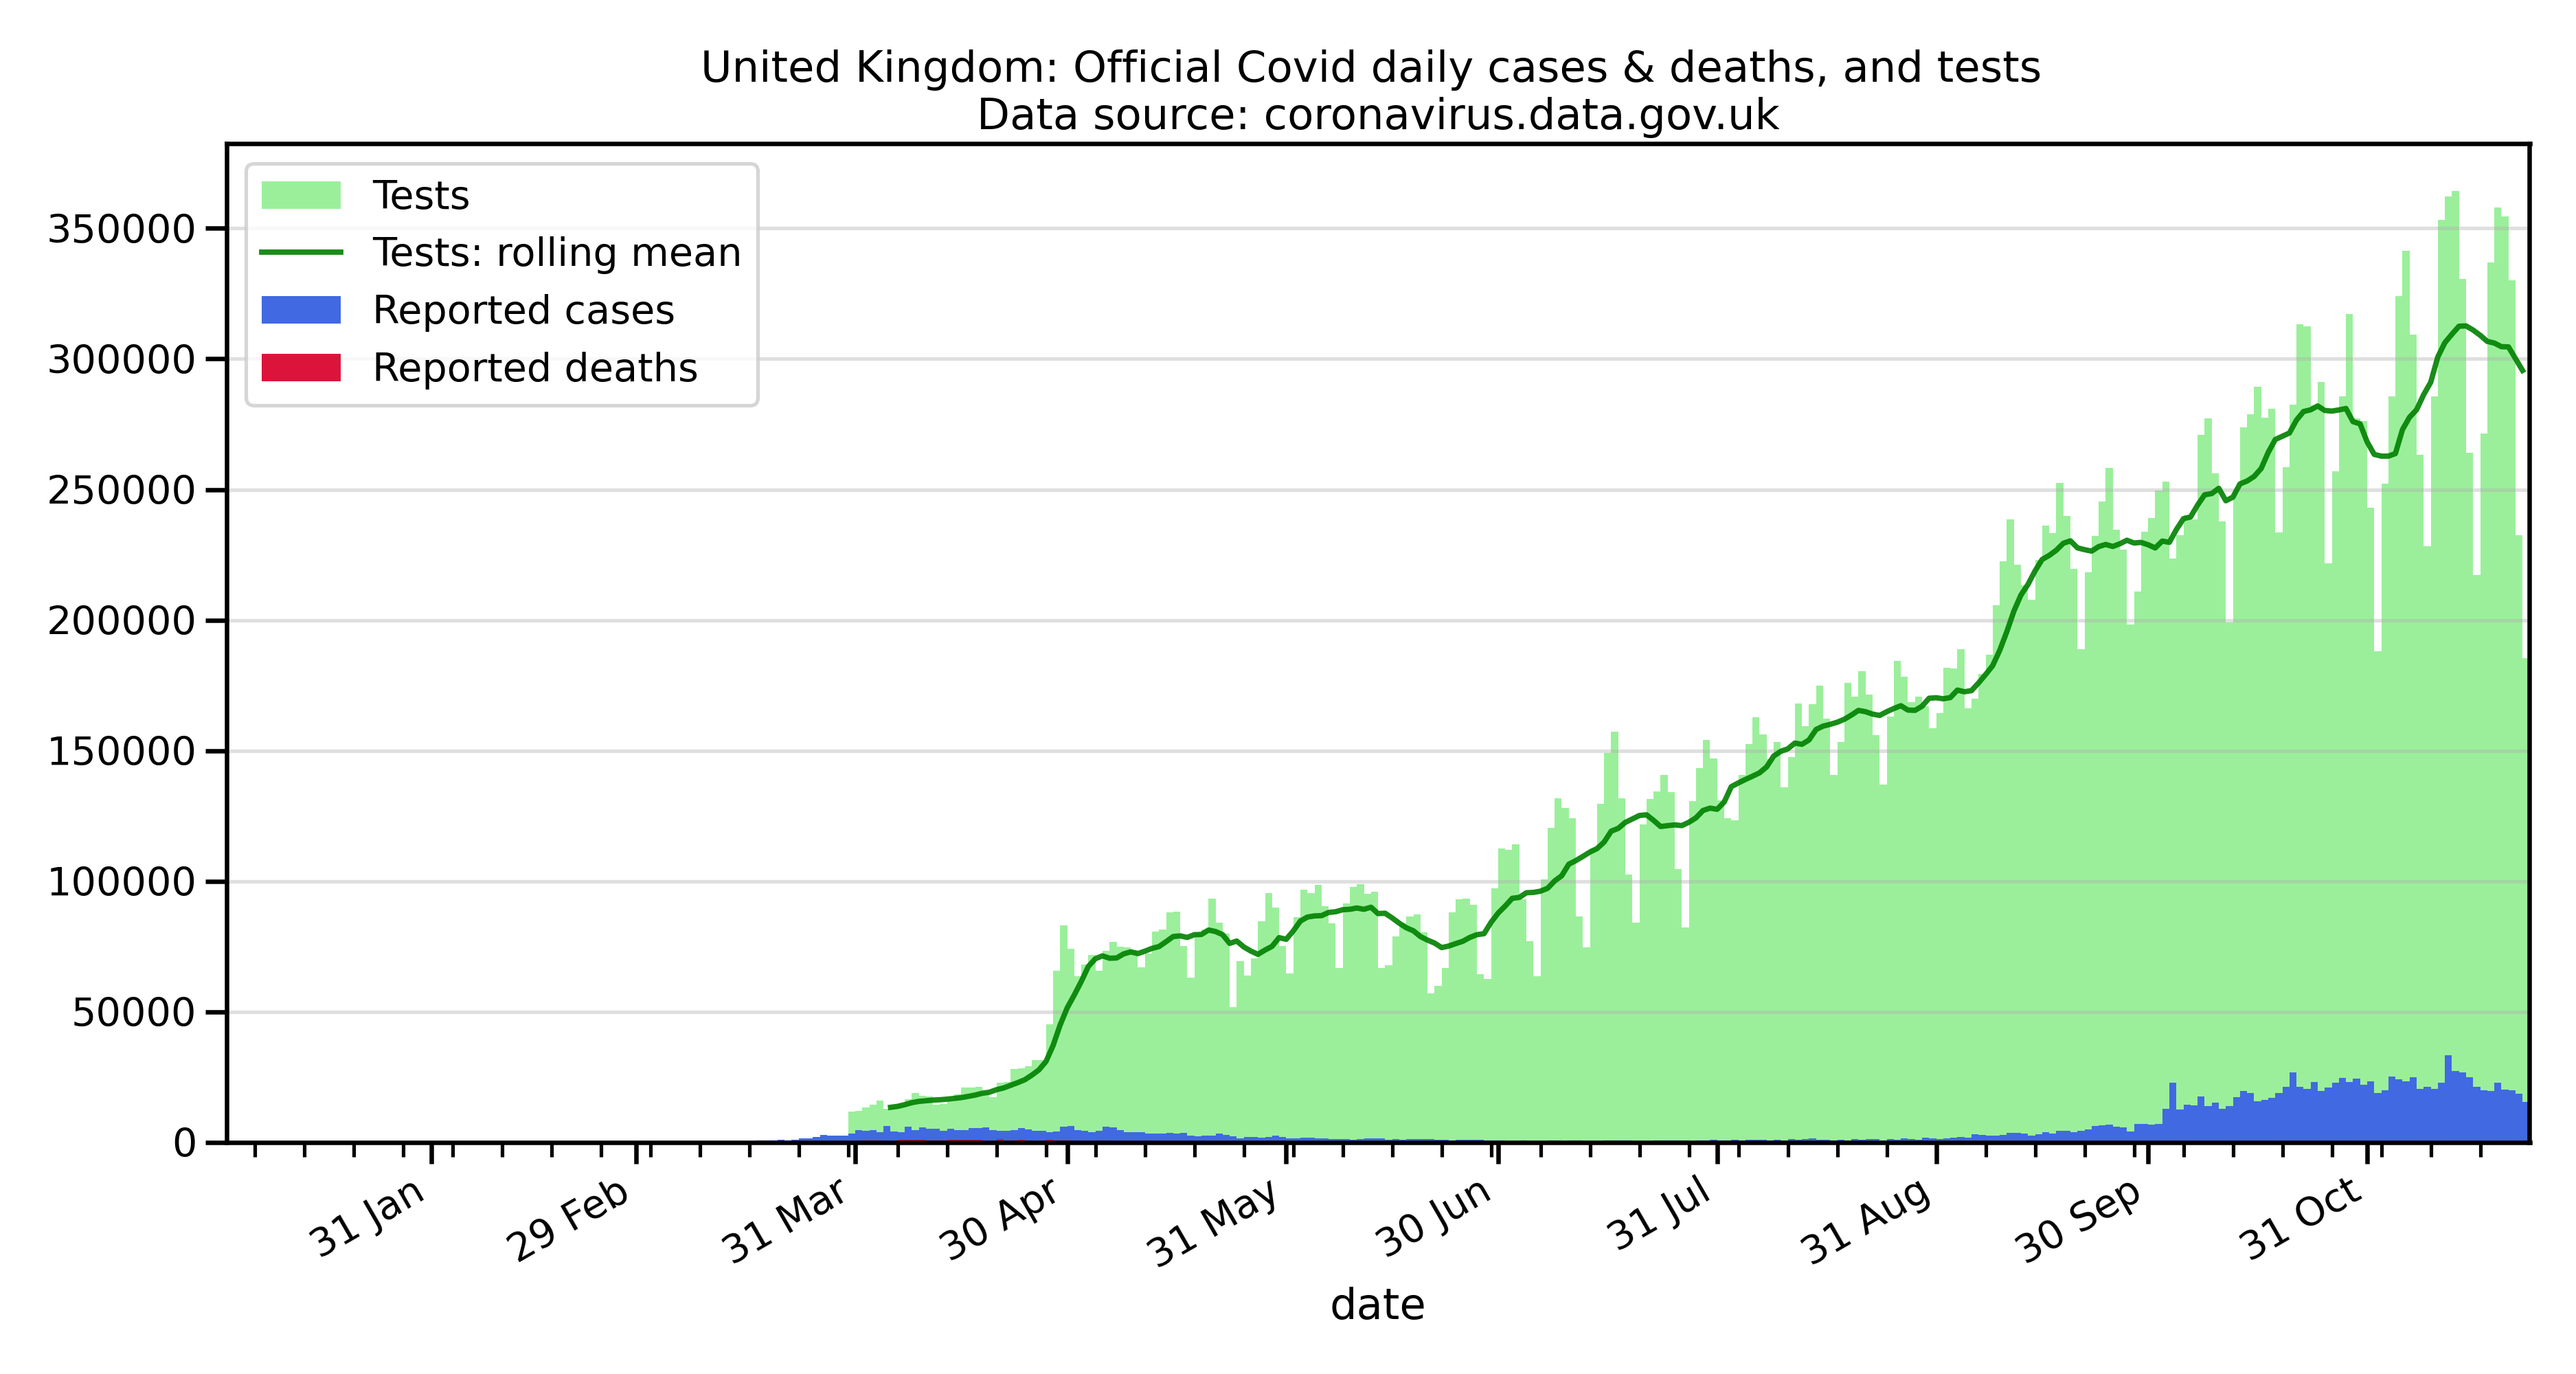 United Kingdom: Official Covid daily cases & deaths, and tests
Data source: coronavirus.data.gov.uk
Tests
Tests: rolling mean
Reported cases
Reported deaths
350000
300000
250000
200000
150000
100000
50000
0
31 Jan
29 Feb
31 Mar
30 Apr
31 May
30 Jun
31 Jul
31 Aug
30 Sep
31 Oct
date